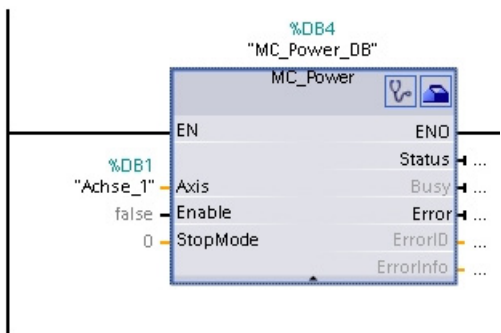 %DB4
"MC_Power_DB"
MC_Power
EN ENO
Status ...
%DB1
"Achse_1" Axis Busy ...
false Enable Error ...
0 StopMode ErrorID ...
ErrorInfo ...